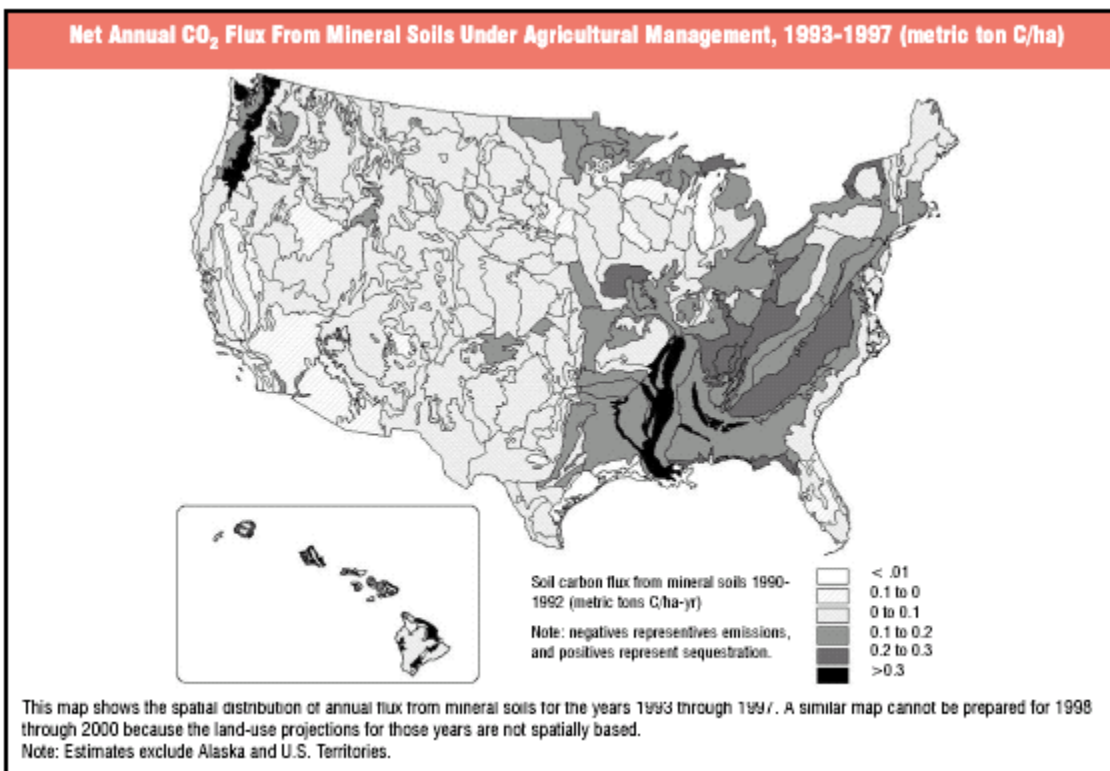 Net Annual CO₂ Flux From Mineral Soils Under Agricultural Management, 1993-1997 (metric ton C/ha)
Soil carbon flux from mineral soils 1990-
1992 (metric tons C/ha-yr)
Note: negatives representives emissions,
and positives represent sequestration.
< .01
0.1 to 0
0 to 0.1
0.1 to 0.2
0.2 to 0.3
>0.3
This map shows the spatial distribution of annual flux from mineral soils for the years 1993 through 1997. A similar map cannot be prepared for 1998
through 2000 because the land-use projections for those years are not spatially based.
Note: Estimates exclude Alaska and U.S. Territories.